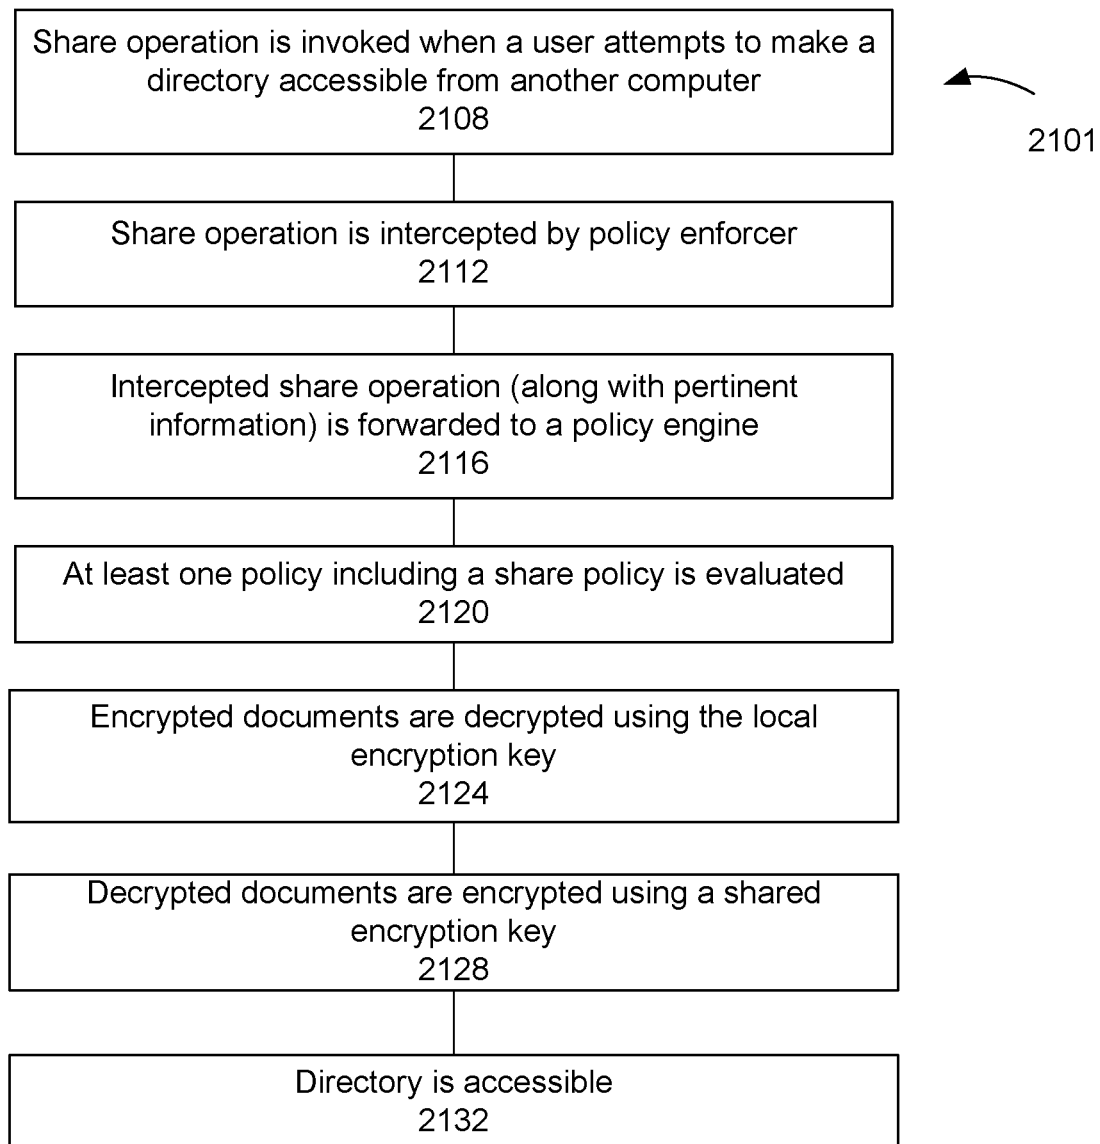 Share operation is invoked when a user attempts to make a
directory accessible from another computer
2108
2101
Share operation is intercepted by policy enforcer
2112
Intercepted share operation (along with pertinent
information) is forwarded to a policy engine
2116
At least one policy including a share policy is evaluated
2120
Encrypted documents are decrypted using the local
encryption key
2124
Decrypted documents are encrypted using a shared
encryption key
2128
Directory is accessible
2132